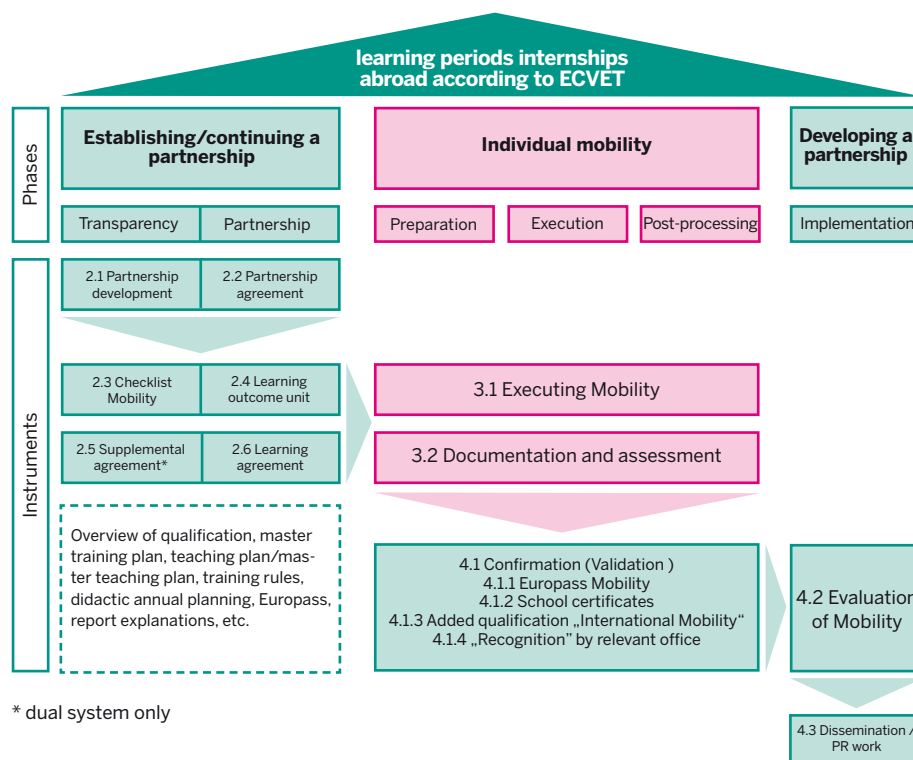 learning periods internships
abroad according to ECVET
Phases
Establishing/continuing a
partnership
Individual mobility
Developing a
partnership
Transparency
Partnership
Preparation
Execution
Post-processing
Implementation
Instruments
2.1 Partnership
development
2.2 Partnership
agreement
2.3 Checklist
Mobility
2.4 Learning
outcome unit
3.1 Executing Mobility
2.5 Supplemental
agreement*
2.6 Learning
agreement
3.2 Documentation and assessment
Overview of qualification, master
training plan, teaching plan/mas-
ter teaching plan, training rules,
didactic annual planning, Europass,
report explanations, etc.
4.1 Confirmation (Validation )
4.1.1 Europass Mobility
4.1.2 School certificates
4.1.3 Added qualification „International Mobility“
4.1.4 „Recognition” by relevant office
4.2 Evaluation
of Mobility
* dual system only
4.3 Dissemination /
PR work